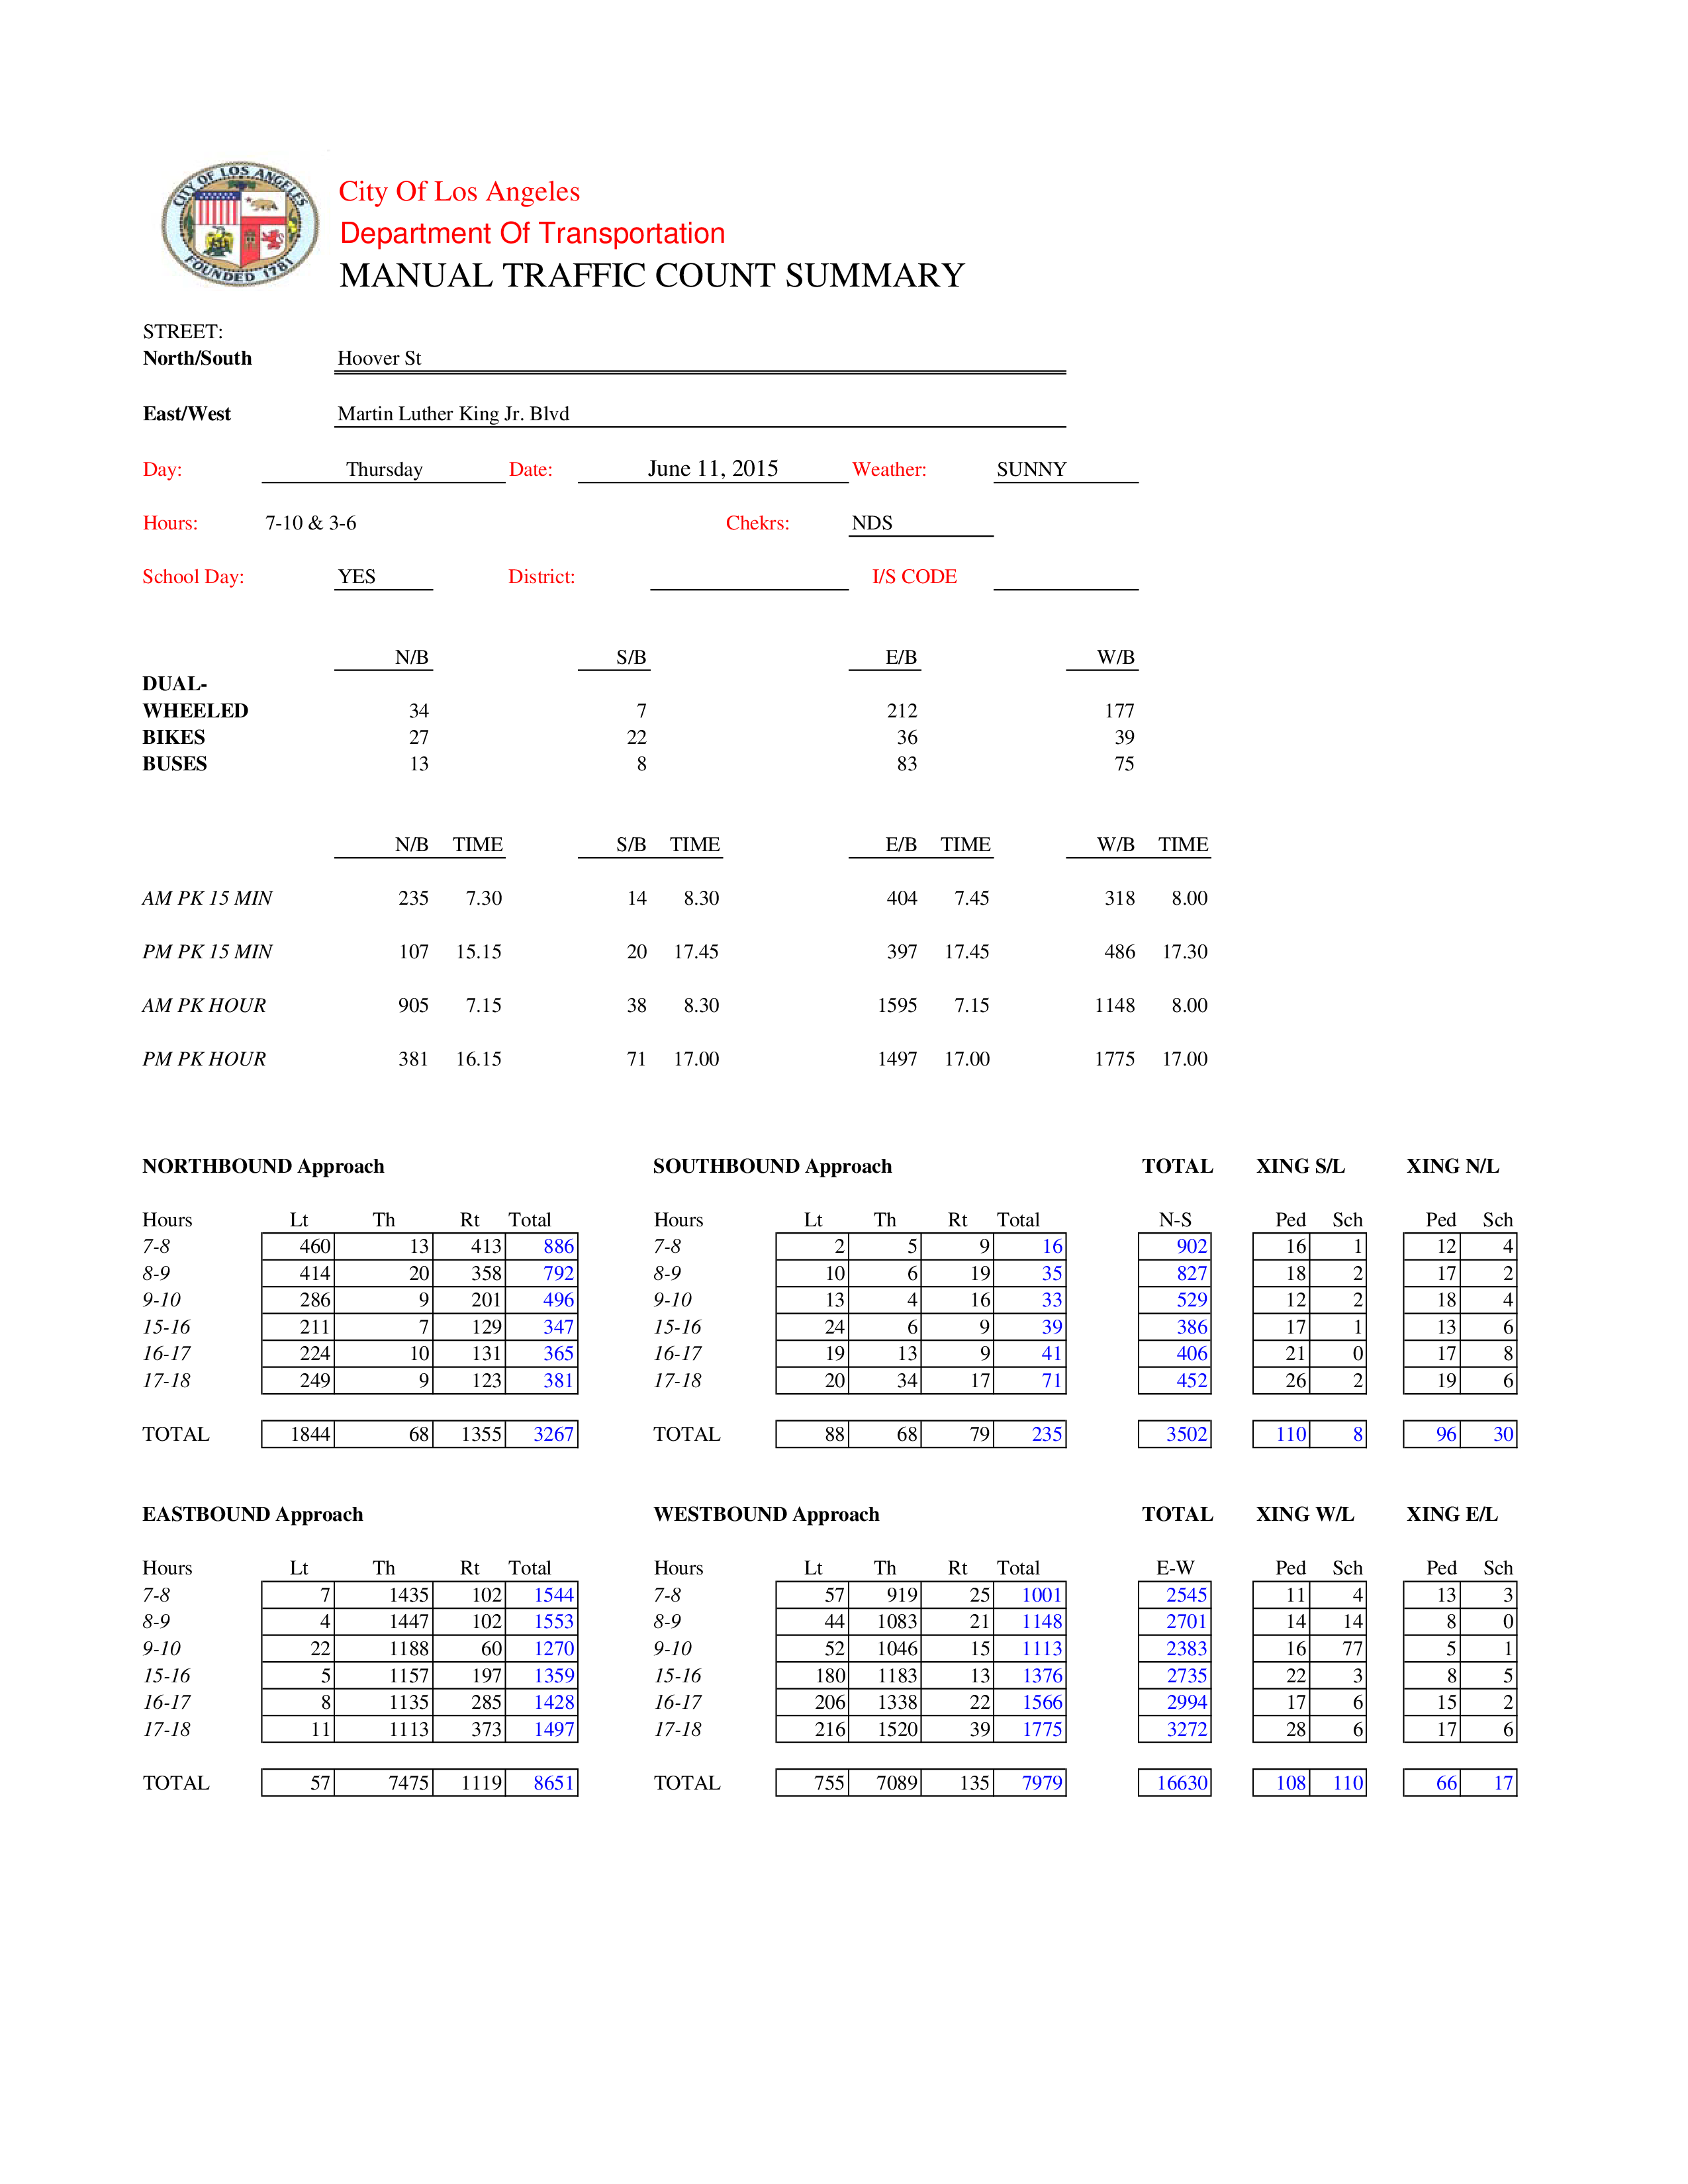 CITY OF LOS ANGELES
FOUNDED 1781
City Of Los Angeles
Department Of Transportation
MANUAL TRAFFIC COUNT SUMMARY
STREET:
North/South Hoover St
East/West Martin Luther King Jr. Blvd
Day: Thursday Date: June 11, 2015 Weather: SUNNY
Hours: 7-10 & 3-6 Chekrs: NDS
School Day: YES District: I/S CODE
N/B S/B E/B W/B
DUAL-
WHEELED 34 7 212 177
BIKES 27 22 36 39
BUSES 13 8 83 75
N/B TIME S/B TIME E/B TIME W/B TIME
AM PK 15 MIN 235 7.30 14 8.30 404 7.45 318 8.00
PM PK 15 MIN 107 15.15 20 17.45 397 17.45 486 17.30
AM PK HOUR 905 7.15 38 8.30 1595 7.15 1148 8.00
PM PK HOUR 381 16.15 71 17.00 1497 17.00 1775 17.00
NORTHBOUND Approach SOUTHBOUND Approach TOTAL XING S/L XING N/L
Hours Lt Th Rt Total Hours Lt Th Rt Total N-S Ped Sch Ped Sch
7-8 460 13 413 886 7-8 2 5 9 16 902 16 1 12 4
8-9 414 20 358 792 8-9 10 6 19 35 827 18 2 17 2
9-10 286 9 201 496 9-10 13 4 16 33 529 12 2 18 4
15-16 211 7 129 347 15-16 24 6 9 39 386 17 1 13 6
16-17 224 10 131 365 16-17 19 13 9 41 406 21 0 17 8
17-18 249 9 123 381 17-18 20 34 17 71 452 26 2 19 6
TOTAL 1844 68 1355 3267 TOTAL 88 68 79 235 3502 110 8 96 30
EASTBOUND Approach WESTBOUND Approach TOTAL XING W/L XING E/L
Hours Lt Th Rt Total Hours Lt Th Rt Total E-W Ped Sch Ped Sch
7-8 7 1435 102 1544 7-8 57 919 25 1001 2545 11 4 13 3
8-9 4 1447 102 1553 8-9 44 1083 21 1148 2701 14 14 8 0
9-10 22 1188 60 1270 9-10 52 1046 15 1113 2383 16 77 5 1
15-16 5 1157 197 1359 15-16 180 1183 13 1376 2735 22 3 8 5
16-17 8 1135 285 1428 16-17 206 1338 22 1566 2994 17 6 15 2
17-18 11 1113 373 1497 17-18 216 1520 39 1775 3272 28 6 17 6
TOTAL 57 7475 1119 8651 TOTAL 755 7089 135 7979 16630 108 110 66 17